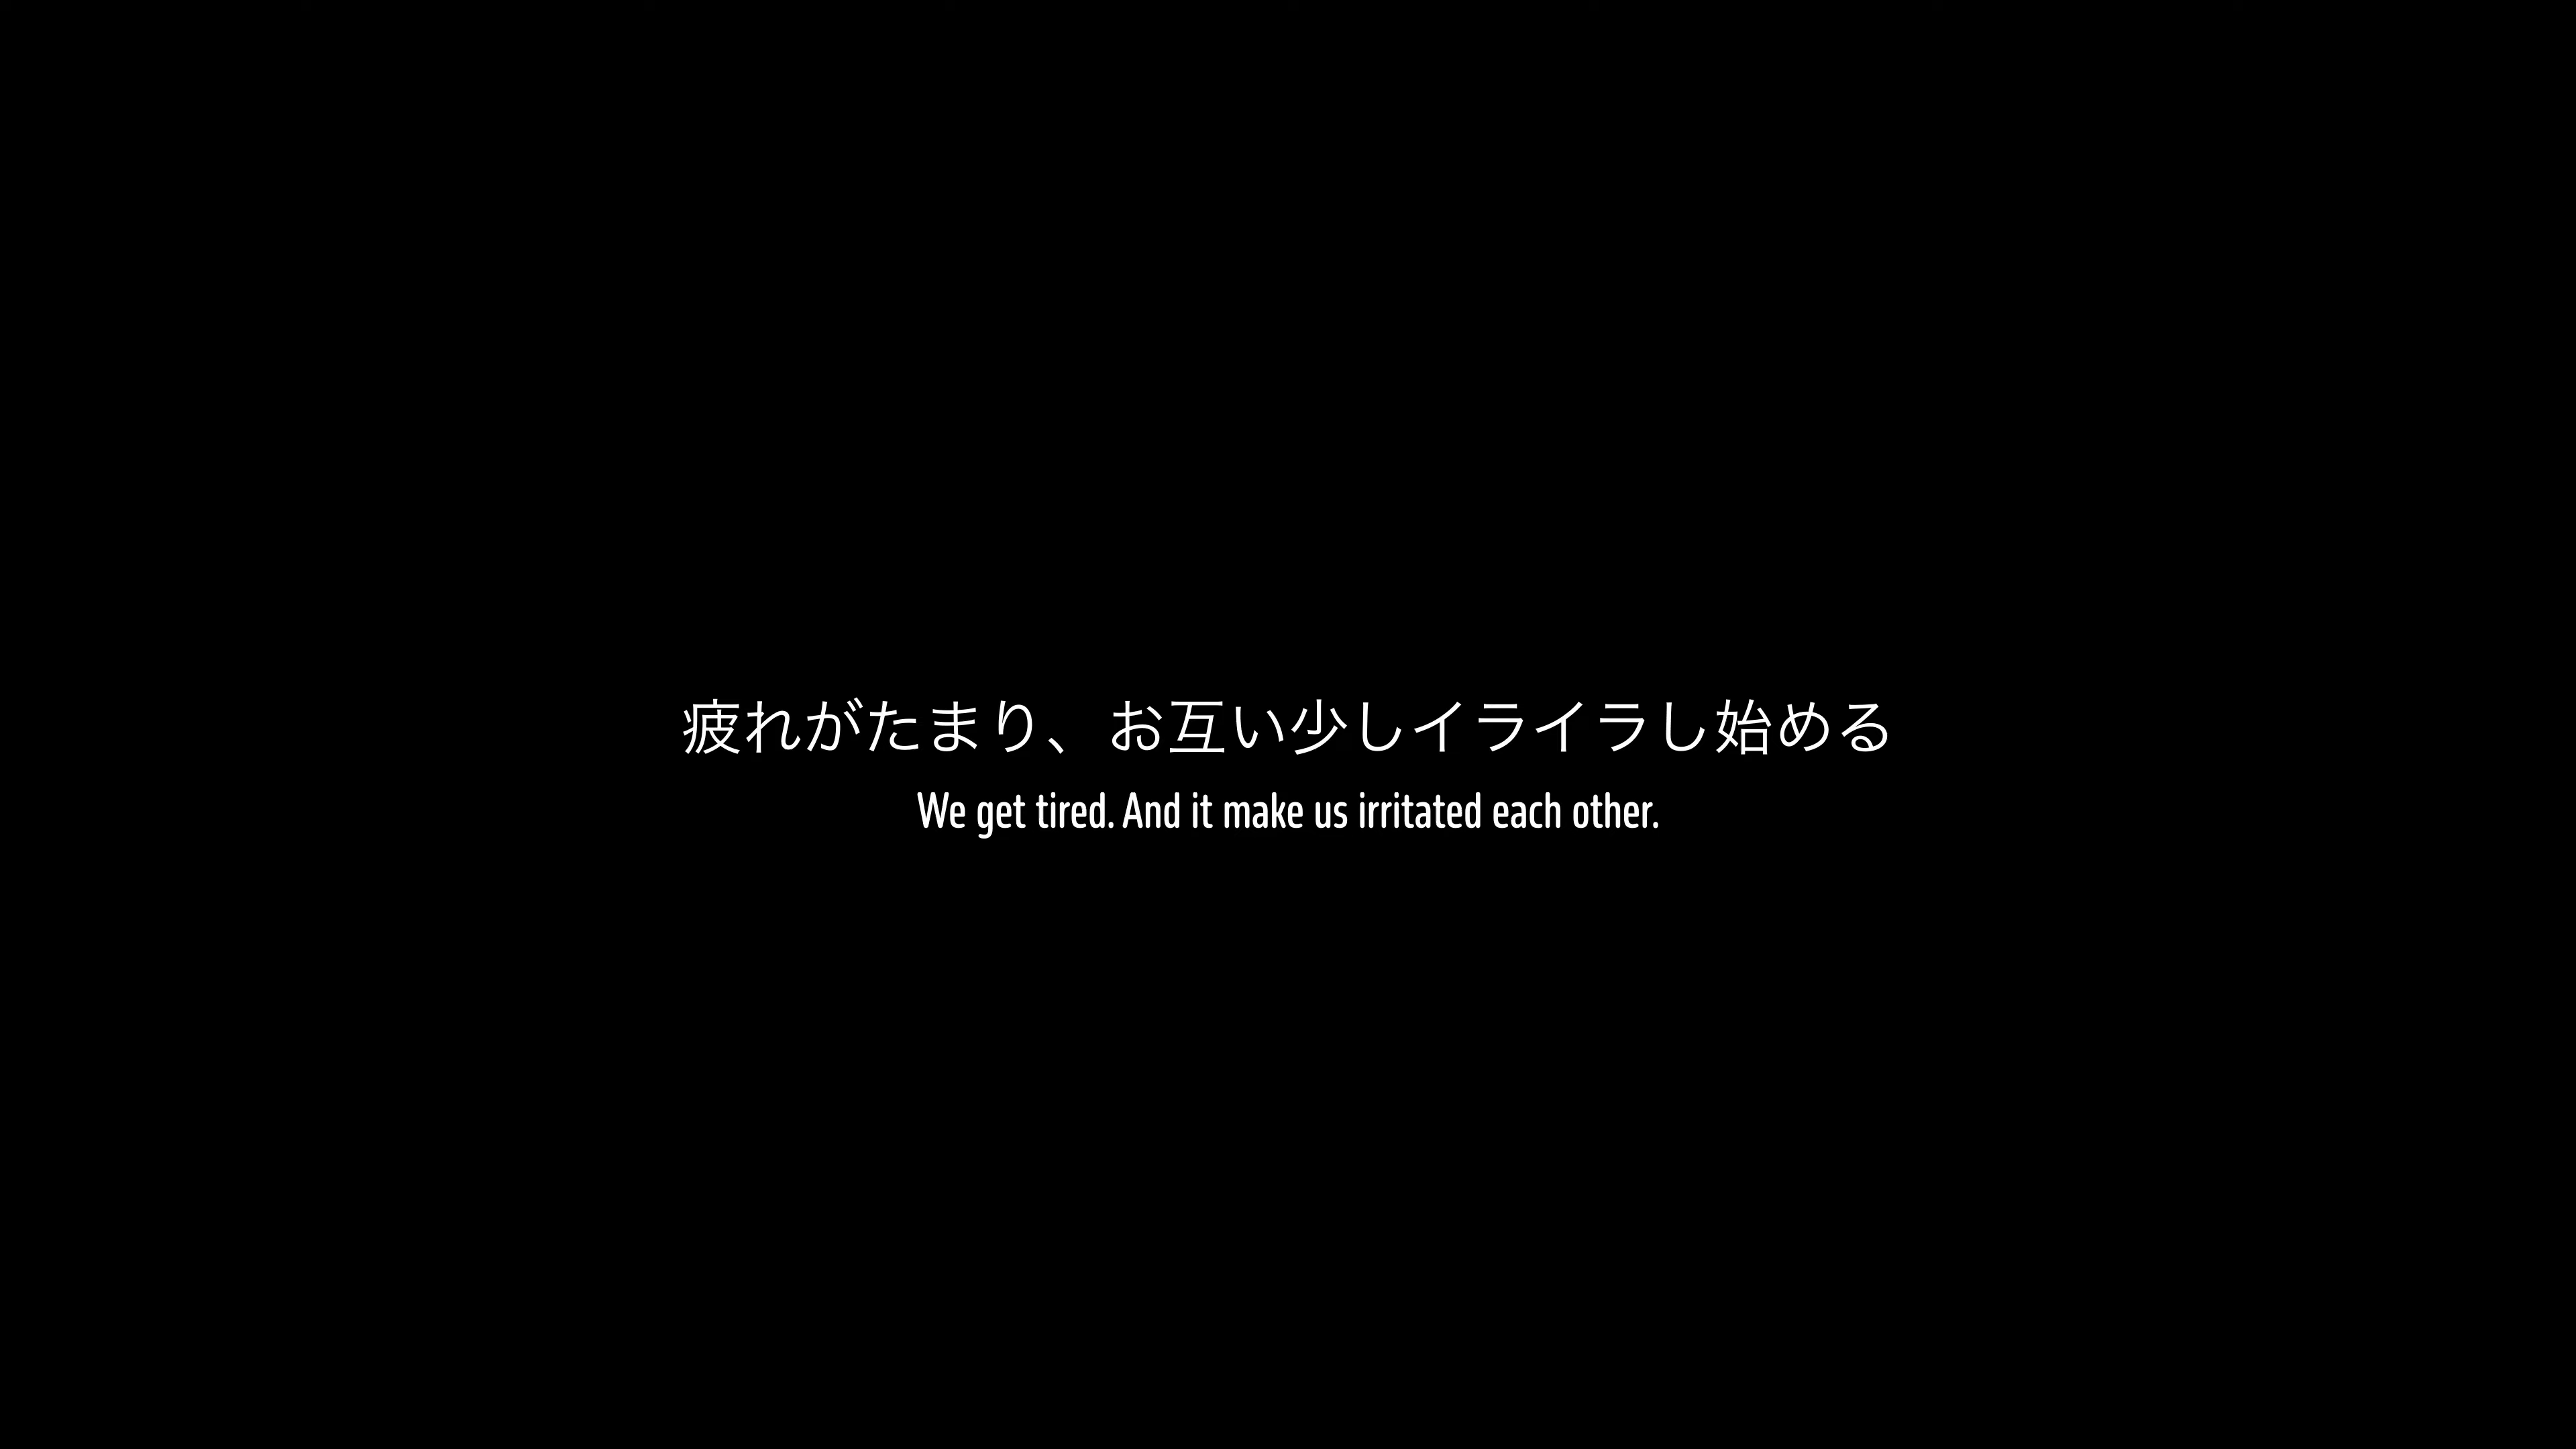 疲れがたまり、お互い少しイライラし始める
We get tired. And it make us irritated each other.